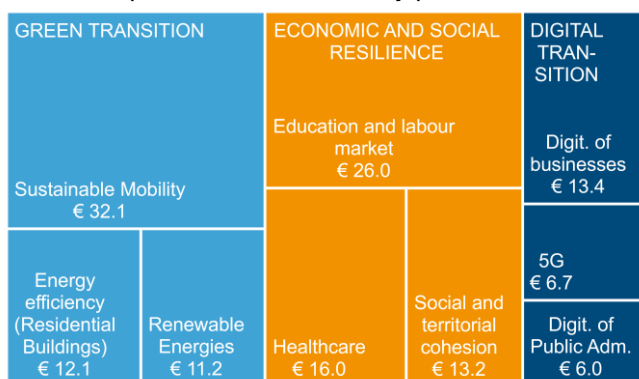 GREEN TRANSITION
Sustainable Mobility
€ 32.1
Energy
efficiency
(Residential
Buildings)
€ 12.1
Renewable
Energies
€ 11.2
ECONOMIC AND SOCIAL
RESILIENCE
Education and labour
market
€ 26.0
Healthcare
€ 16.0
Social and
territorial
cohesion
€ 13.2
DIGITAL
TRAN-
SITION
Digit. of
businesses
€ 13.4
5G
€ 6.7
Digit. of
Public Adm.
€ 6.0